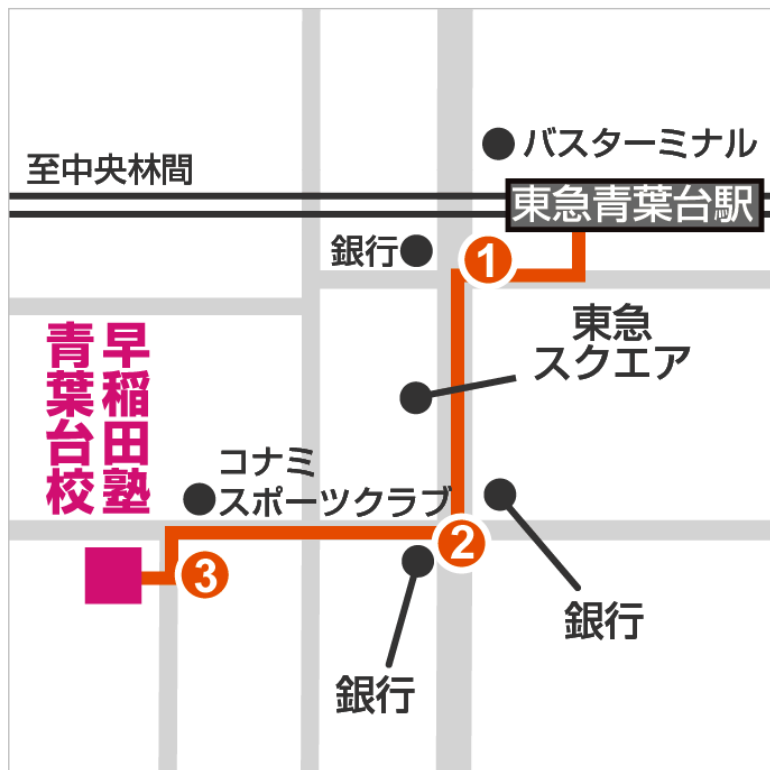 バスターミナル
至中央林間
東急青葉台駅
銀行
1
東急
スクエア
早稲田塾
青葉台校
コナミ
スポーツクラブ
2
3
銀行
銀行